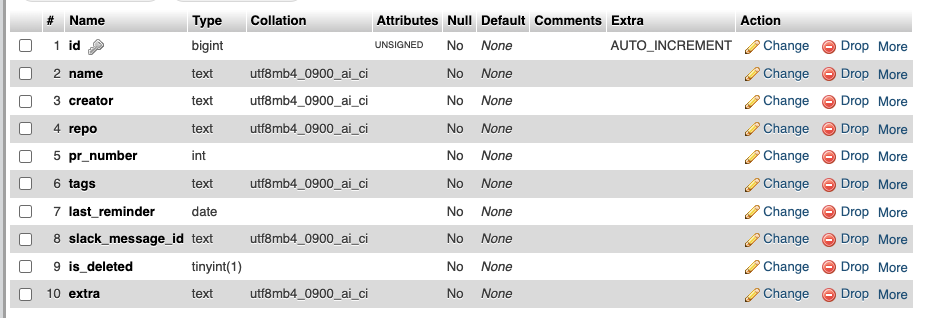 # Name Type Collation Attributes Null Default Comments Extra Action
1 id bigint UNSIGNED No None AUTO_INCREMENT Change Drop More
2 name text utf8mb4_0900_ai_ci No None Change Drop More
3 creator text utf8mb4_0900_ai_ci No None Change Drop More
4 repo text utf8mb4_0900_ai_ci No None Change Drop More
5 pr_number int No None Change Drop More
6 tags text utf8mb4_0900_ai_ci No None Change Drop More
7 last_reminder date No None Change Drop More
8 slack_message_id text utf8mb4_0900_ai_ci No None Change Drop More
9 is_deleted tinyint(1) No None Change Drop More
10 extra text utf8mb4_0900_ai_ci No None Change Drop More